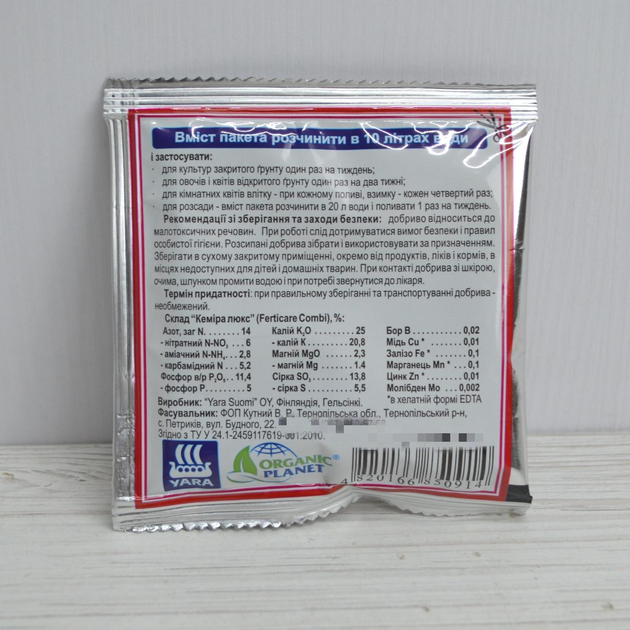 Вміст пакета розчинити в 10 літрах води
і застосувати:
· для культур закритого ґрунту один раз на тиждень;
· для овочів і квітів відкритого ґрунту один раз на два тижні;
· для кімнатних квітів влітку - при кожному поливі, взимку - кожен четвертий раз;
· для розсади - вміст пакета розчинити в 20 л води і поливати 1 раз на тиждень.
Рекомендації зі зберігання та заходи безпеки: добриво відноситься до
малотоксичних речовин. При роботі слід дотримуватися вимог безпеки і правил
особистої гігієни. Розсипані добрива зібрати і використовувати за призначенням.
Зберігати в сухому закритому приміщенні, окремо від продуктів, ліків і кормів, в
місцях недоступних для дітей і домашніх тварин. При контакті добрива зі шкірою,
очима, шлунком промити водою і при потребі звернутися до лікаря.
Термін придатності: при правильному зберіганні та транспортуванні добрива -
необмежений.
Склад "Кеміра люкс" (Ferticare Combi), %:
Азот, заг N. . . . . . . 14
- нітратний N-NO₃ . . 6
- аміачний N-NH₄ . . 2,8
- карбамідний N . . . 5,2
Фосфор в/р P₂O₅ . 11,4
- фосфор P . . . . . . . 5
Калій K₂O . . . . . . . . 25
- калій K . . . . . . . . . 20,8
Магній MgO . . . . . . 2,3
- магній Mg . . . . . . 1.4
Сірка SO₃ . . . . . . . . 13,8
- сірка S . . . . . . . . . 5,5
Бор B . . . . . . . . . . 0,02
Мідь Cu * . . . . . . . 0,01
Залізо Fe * . . . . . . 0,1
Марганець Mn * . . 0,1
Цинк Zn * . . . . . . . 0,01
Молібден Mo . . . 0,002
*в хелатній формі EDTA
Виробник: "Yara Suomi" OY, Фінляндія, Гельсінкі.
Фасувальник: ФОП Кутний В. Р. Тернопільська обл., Тернопільський р-н,
с. Петриків, вул. Будного, 22.
Згідно з ТУ У 24.1-2459117619-001:2010.
YARA
ORGANIC®
PLANET
4 820166 850914